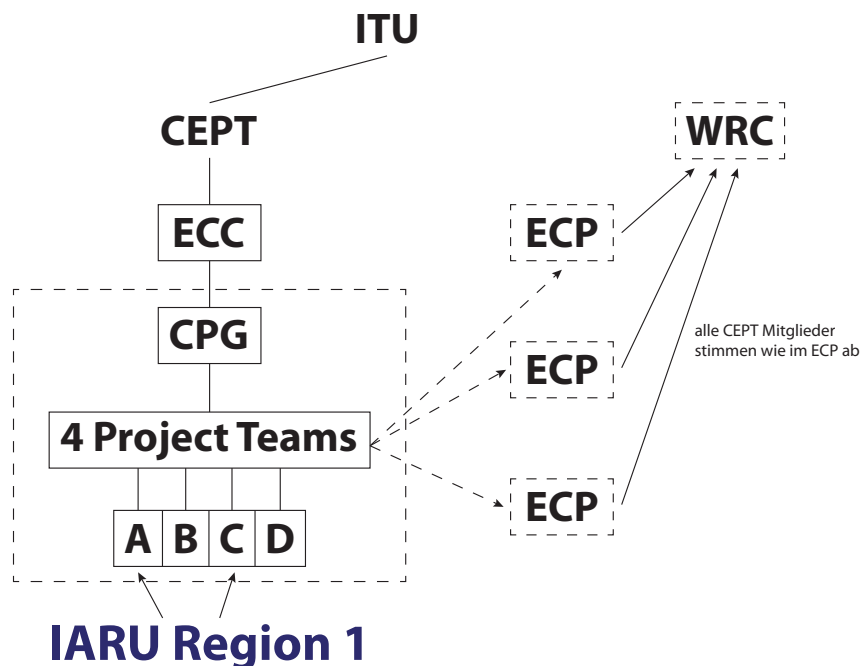 ITU
CEPT
WRC
ECC
ECP
CPG
alle CEPT Mitglieder
stimmen wie im ECP ab
ECP
4 Project Teams
ECP
A B C D
IARU Region 1